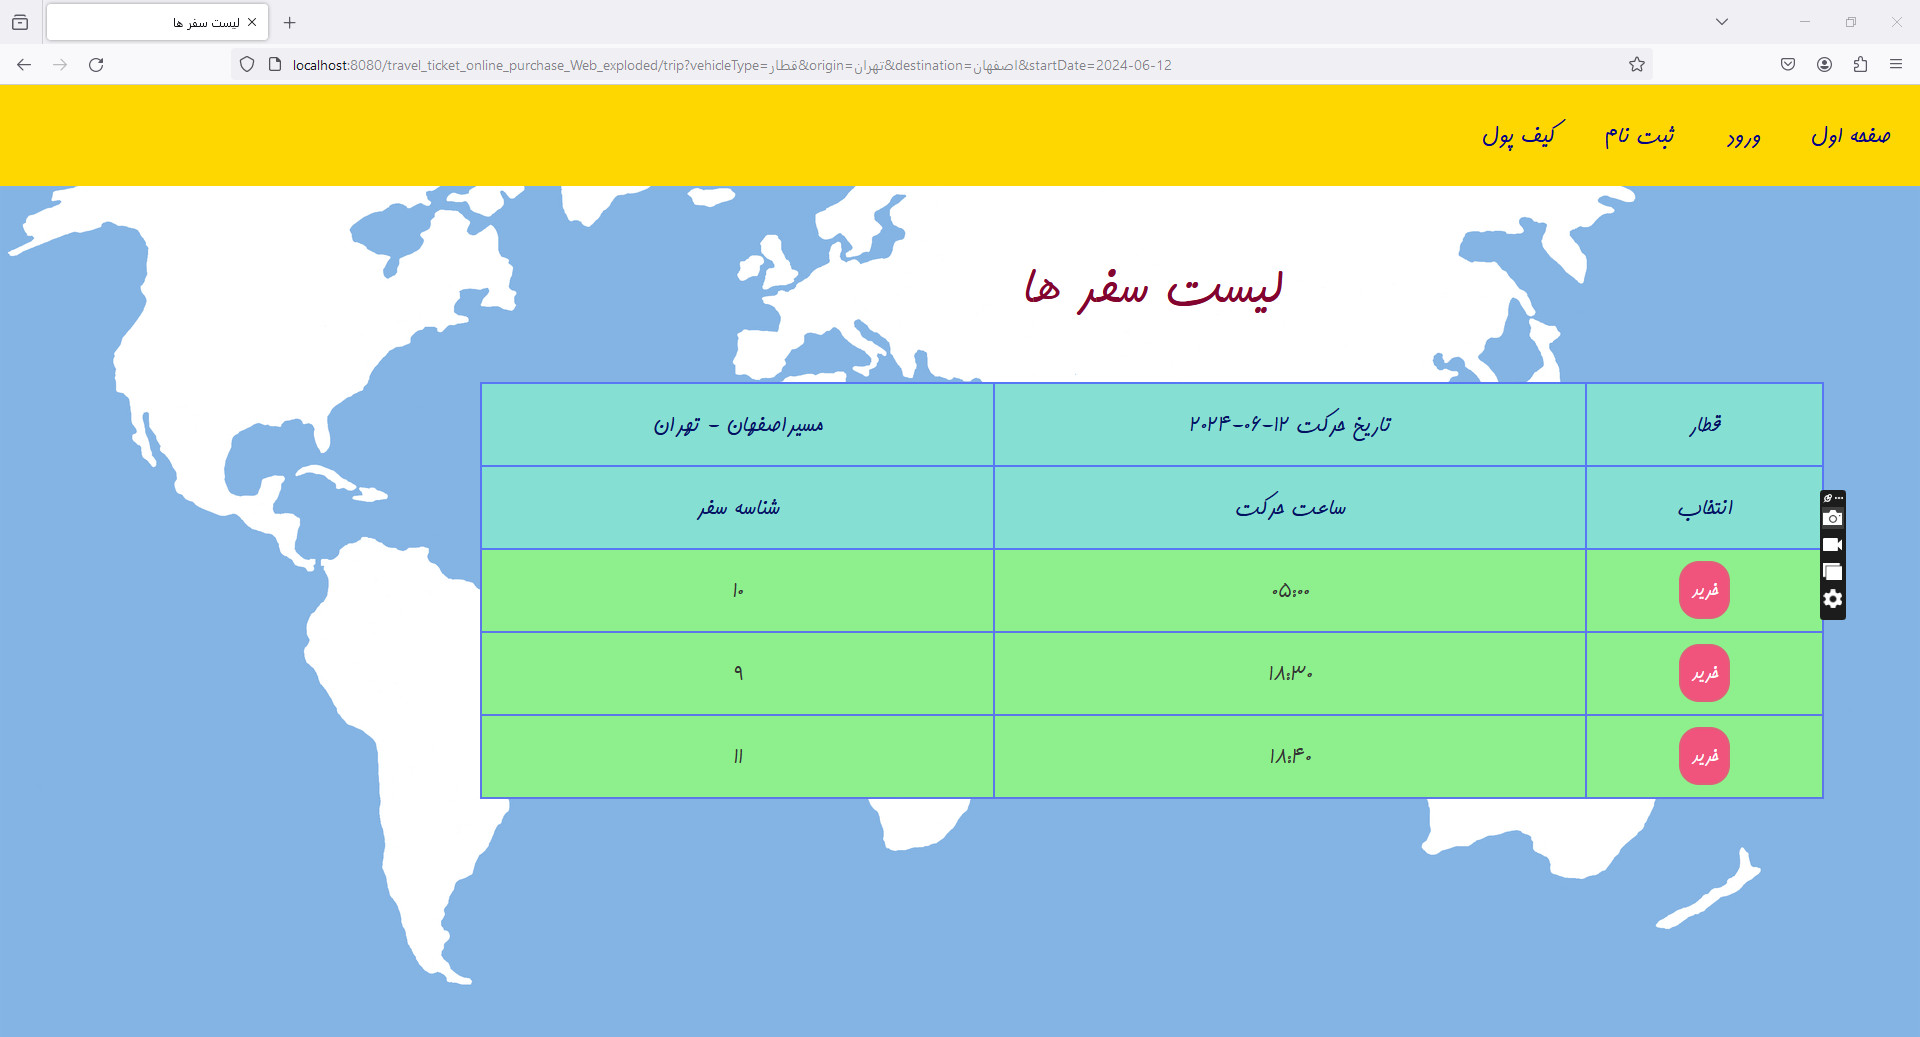 لیست سفر ها
localhost:8080/travel_ticket_online_purchase_Web_exploded/trip?vehicleType=قطار&origin=تهران&destination=اصفهان&startDate=2024-06-12
صفحه اول ورود ثبت نام کیف پول
لیست سفر ها
قطار تاریخ حرکت ۱۲-۰۶-۲۰۲۴ مسیراصفهان - تهران
انتخاب ساعت حرکت شناسه سفر
خرید ۰۵:۰۰ ۱۰
خرید ۱۸:۳۰ ۹
خرید ۱۸:۴۰ ۱۱